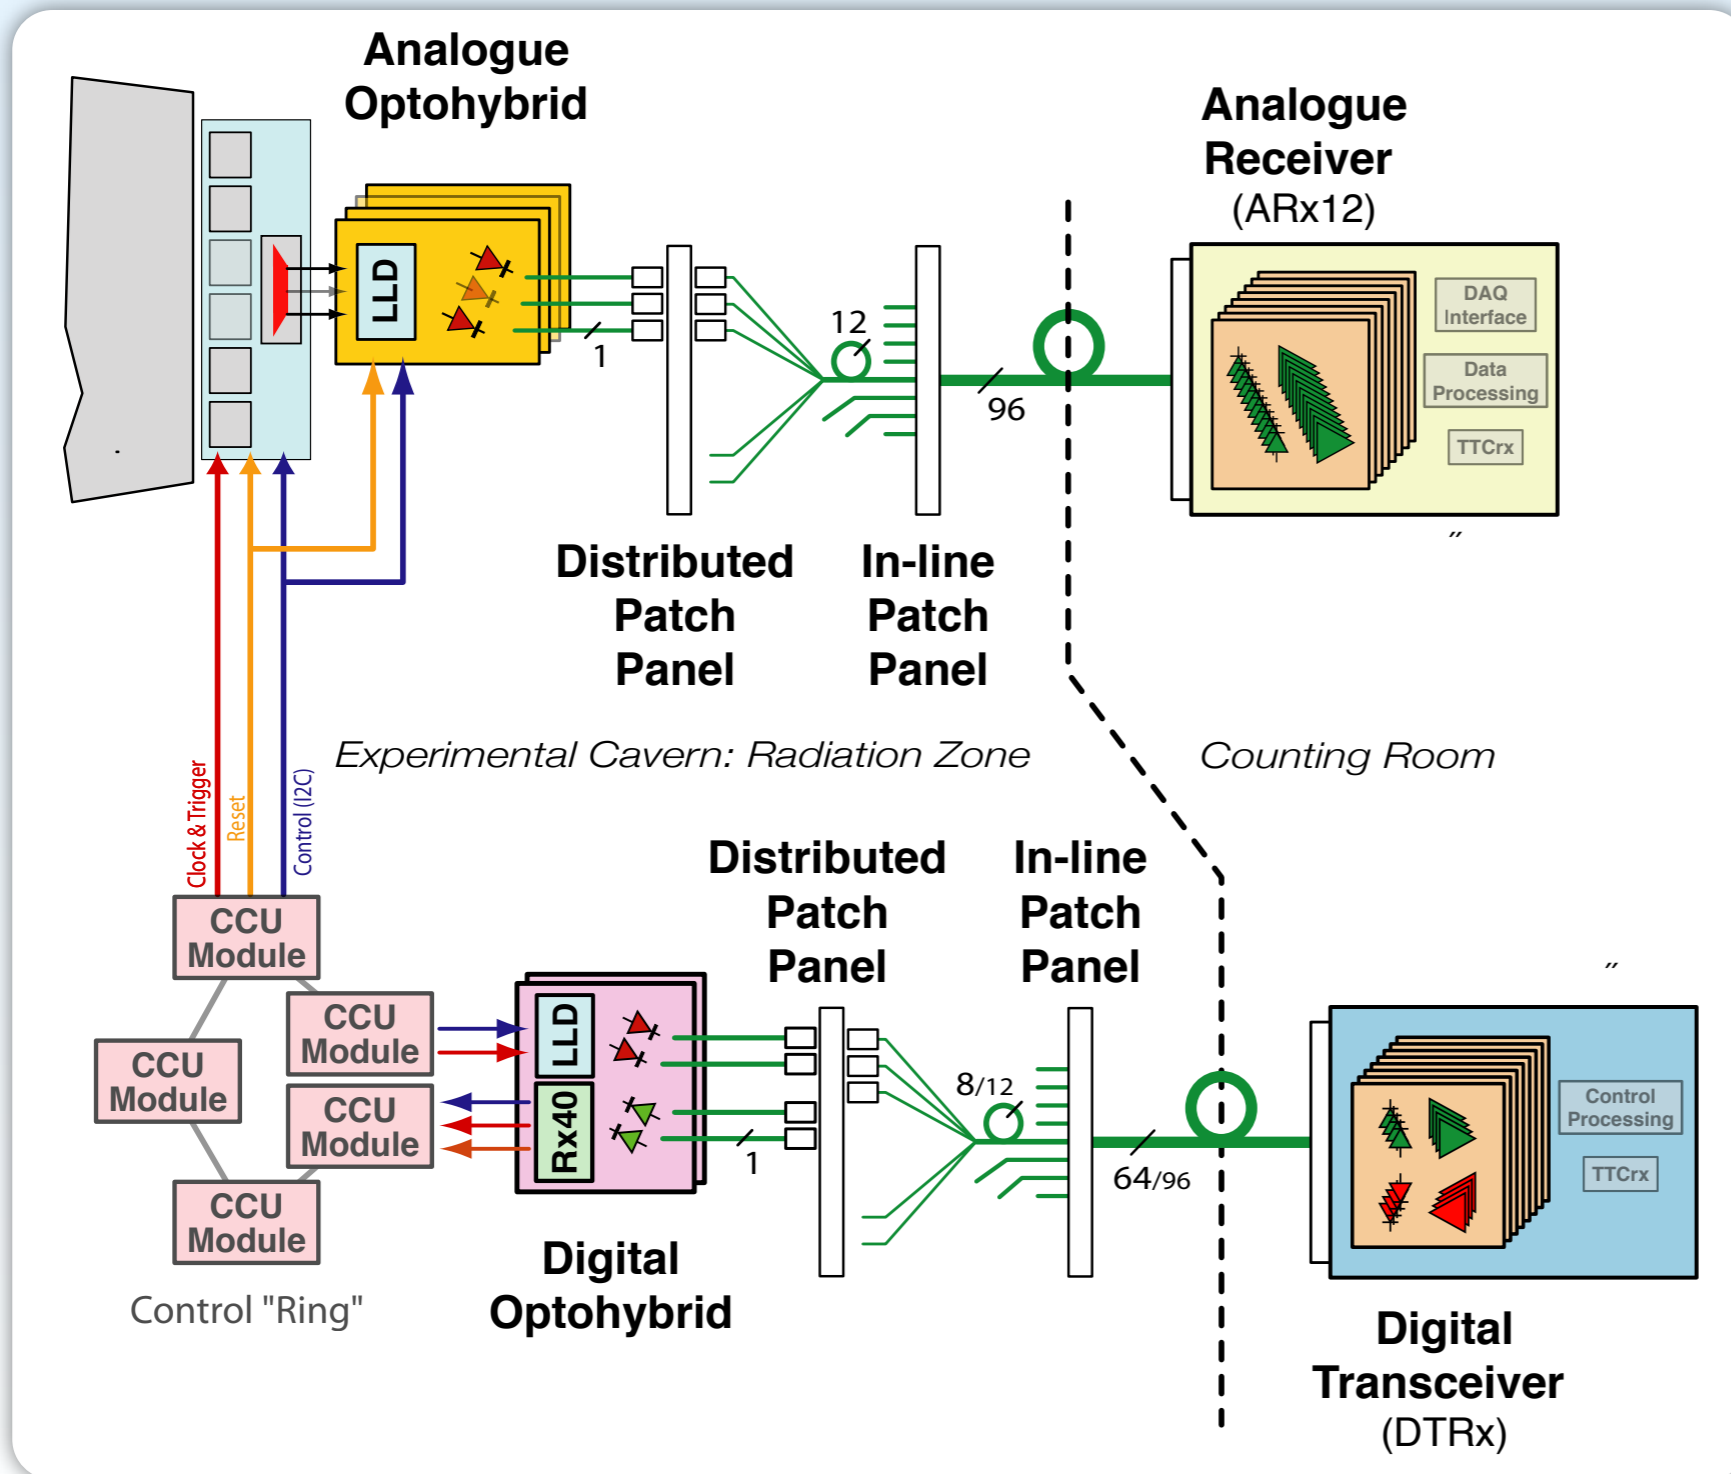 Analogue
Optohybrid
Analogue
Receiver
(ARx12)
LLD
1
12
96
DAQ
Interface
Data
Processing
TTCrx
"
Distributed
Patch
Panel
In-line
Patch
Panel
Experimental Cavern: Radiation Zone
Counting Room
Clock & Trigger
Reset
Control (I2C)
Distributed
Patch
Panel
In-line
Patch
Panel
"
CCU
Module
CCU
Module
CCU
Module
CCU
Module
CCU
Module
Control "Ring"
LLD
Rx40
1
8/12
64/96
Control
Processing
TTCrx
Digital
Optohybrid
Digital
Transceiver
(DTRx)